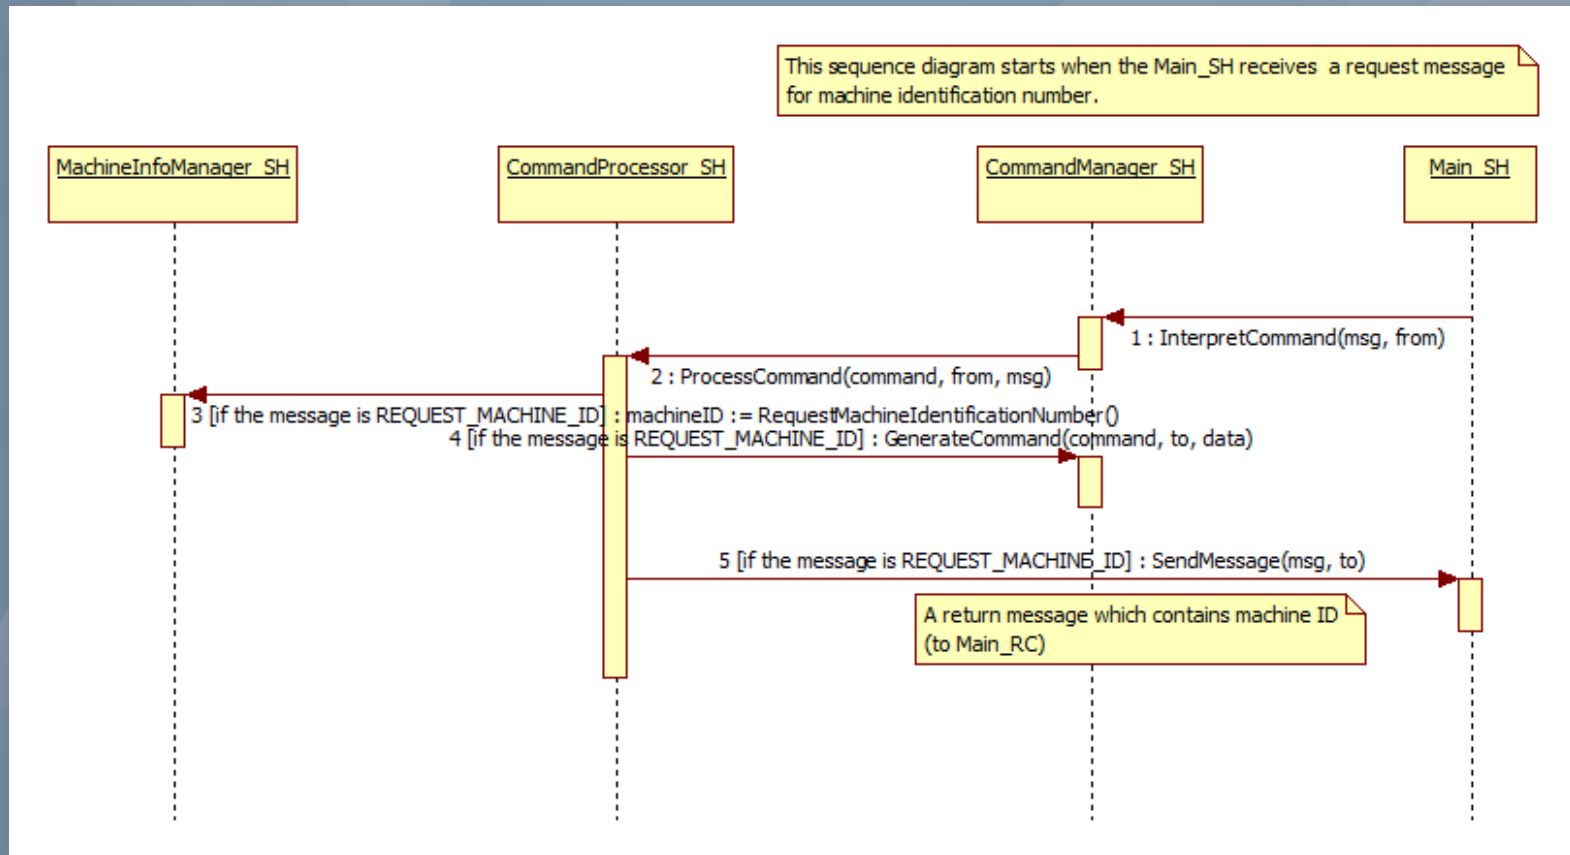 This sequence diagram starts when the Main_SH receives a request message
for machine identification number.
MachineInfoManager_SH
CommandProcessor_SH
CommandManager_SH
Main_SH
1 : InterpretCommand(msg, from)
2 : ProcessCommand(command, from, msg)
3 [if the message is REQUEST_MACHINE_ID] : machineID := RequestMachineIdentificationNumber()
4 [if the message is REQUEST_MACHINE_ID] : GenerateCommand(command, to, data)
5 [if the message is REQUEST_MACHINE_ID] : SendMessage(msg, to)
A return message which contains machine ID
(to Main_RC)